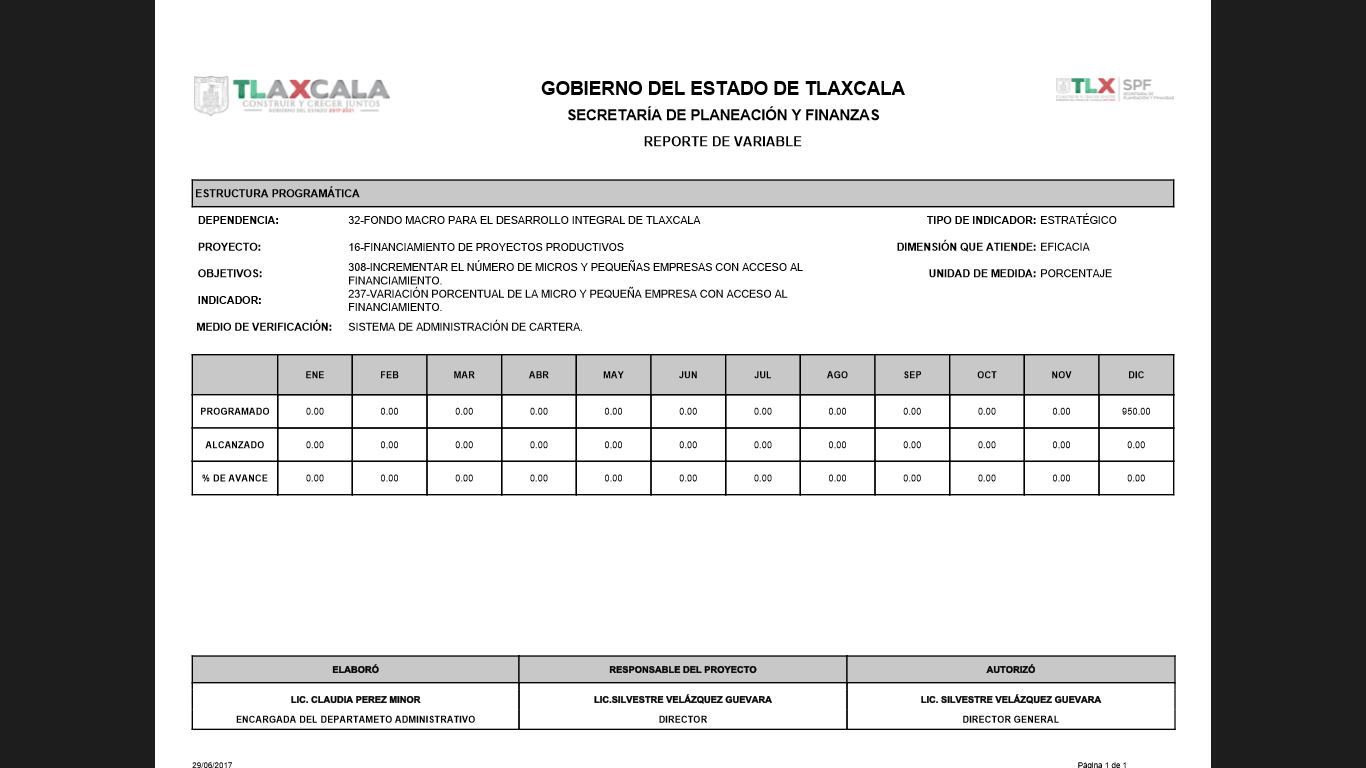 TLAXCALA
CONSTRUIR Y CRECER JUNTOS
GOBIERNO DEL ESTADO 2017-2021
GOBIERNO DEL ESTADO DE TLAXCALA
SECRETARÍA DE PLANEACIÓN Y FINANZAS
REPORTE DE VARIABLE
TLX SPF
SECRETARÍA DE
PLANEACIÓN Y FINANZAS
ESTRUCTURA PROGRAMÁTICA
DEPENDENCIA: 32-FONDO MACRO PARA EL DESARROLLO INTEGRAL DE TLAXCALA TIPO DE INDICADOR: ESTRATÉGICO
PROYECTO: 16-FINANCIAMIENTO DE PROYECTOS PRODUCTIVOS DIMENSIÓN QUE ATIENDE: EFICACIA
OBJETIVOS: 308-INCREMENTAR EL NÚMERO DE MICROS Y PEQUEÑAS EMPRESAS CON ACCESO AL
FINANCIAMIENTO.
UNIDAD DE MEDIDA: PORCENTAJE
INDICADOR: 237-VARIACIÓN PORCENTUAL DE LA MICRO Y PEQUEÑA EMPRESA CON ACCESO AL
FINANCIAMIENTO.
MEDIO DE VERIFICACIÓN: SISTEMA DE ADMINISTRACIÓN DE CARTERA.
ENE FEB MAR ABR MAY JUN JUL AGO SEP OCT NOV DIC
PROGRAMADO 0.00 0.00 0.00 0.00 0.00 0.00 0.00 0.00 0.00 0.00 0.00 950.00
ALCANZADO 0.00 0.00 0.00 0.00 0.00 0.00 0.00 0.00 0.00 0.00 0.00 0.00
% DE AVANCE 0.00 0.00 0.00 0.00 0.00 0.00 0.00 0.00 0.00 0.00 0.00 0.00
ELABORÓ RESPONSABLE DEL PROYECTO AUTORIZÓ
LIC. CLAUDIA PEREZ MINOR LIC.SILVESTRE VELÁZQUEZ GUEVARA LIC. SILVESTRE VELÁZQUEZ GUEVARA
ENCARGADA DEL DEPARTAMETO ADMINISTRATIVO DIRECTOR DIRECTOR GENERAL
29/06/2017 Página 1 de 1